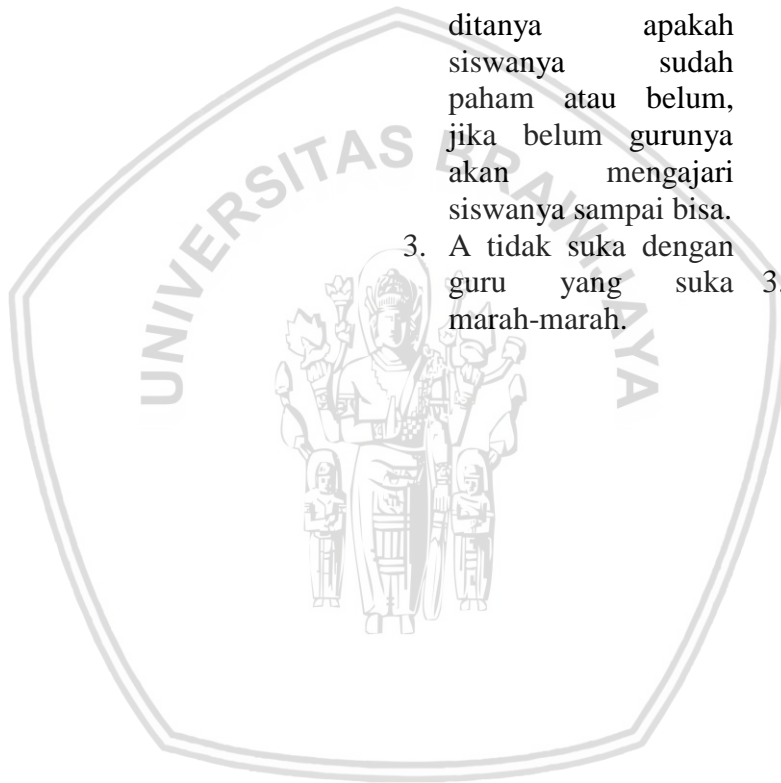 ditanya apakah
siswanya sudah
paham atau belum,
jika belum gurunya
akan mengajari
siswanya sampai bisa.
3. A tidak suka dengan
guru yang suka 3.
marah-marah.
UNIVERSITAS BRAWIJAYA